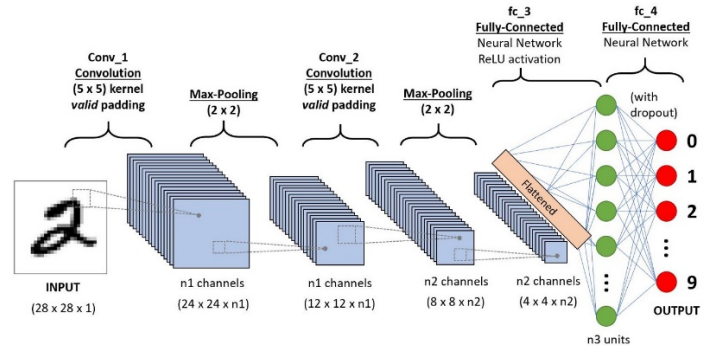 fc_3
Fully-Connected
Neural Network
ReLU activation
fc_4
Fully-Connected
Neural Network
Conv_1
Convolution
(5 x 5) kernel
valid padding
Max-Pooling
(2 x 2)
Conv_2
Convolution
(5 x 5) kernel
valid padding
Max-Pooling
(2 x 2)
(with
dropout)
Flattened
0
1
2
9
2
INPUT
(28 x 28 x 1)
n1 channels
(24 x 24 x n1)
n1 channels
(12 x 12 x n1)
n2 channels
(8 x 8 x n2)
n2 channels
(4 x 4 x n2)
n3 units
OUTPUT